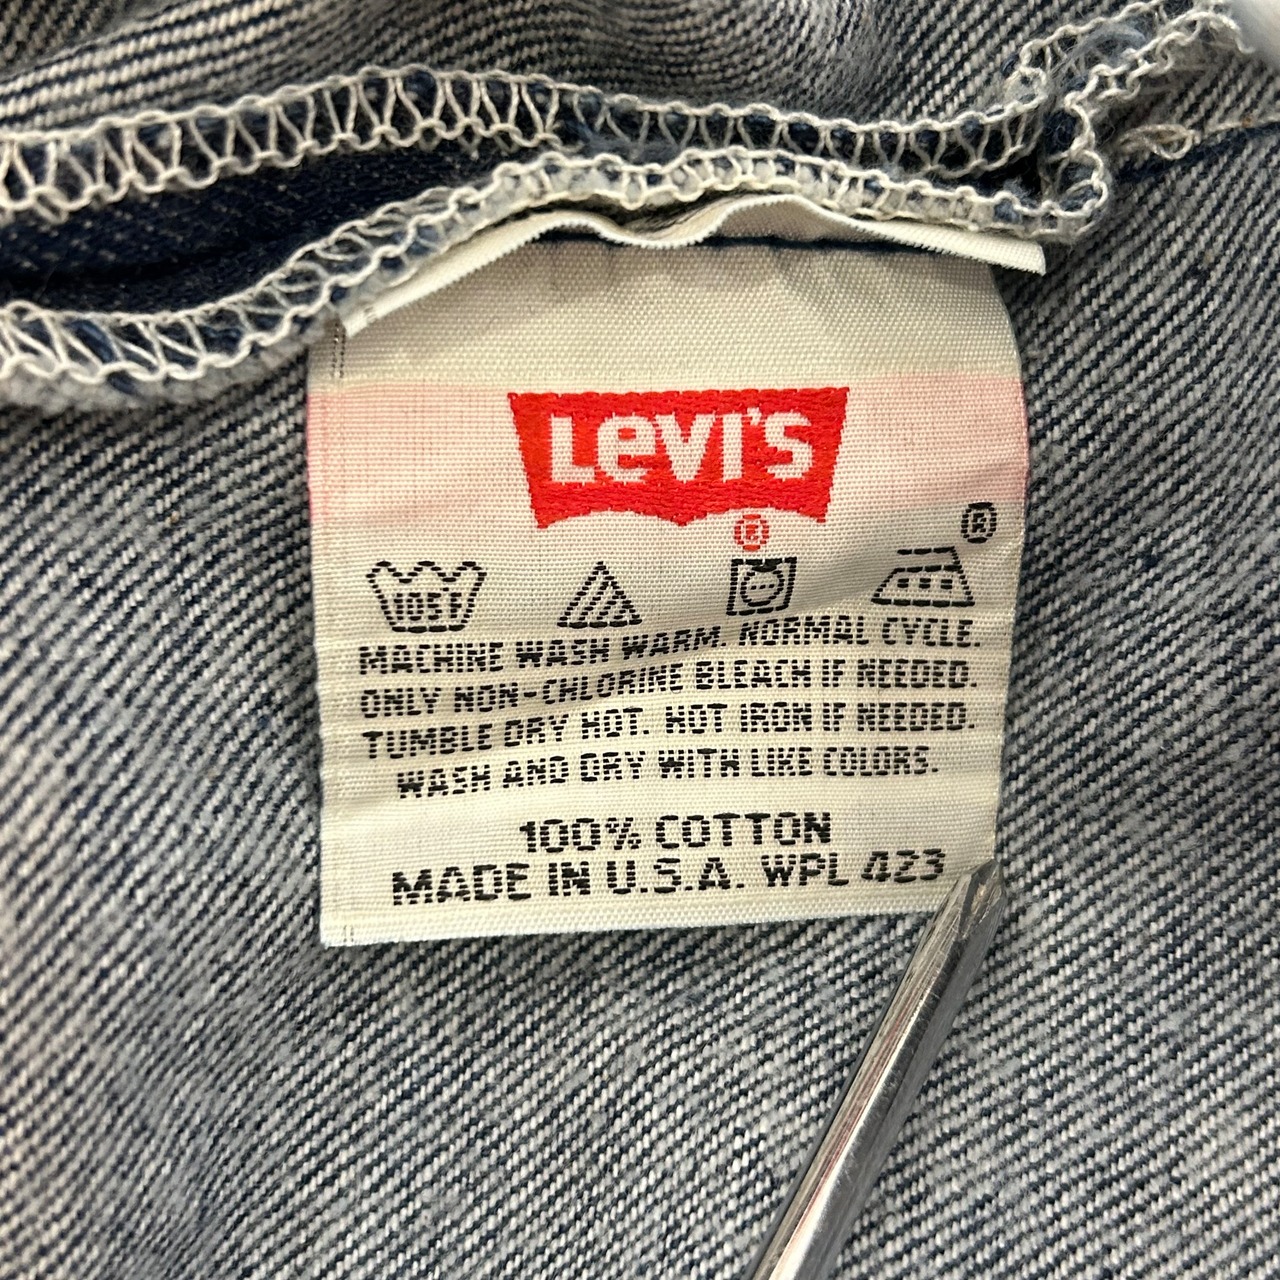 Levi's
®
®
105F
MACHINE WASH WARM. NORMAL CYCLE.
ONLY NON-CHLORINE BLEACH IF NEEDED.
TUMBLE DRY HOT. HOT IRON IF NEEDED.
WASH AND DRY WITH LIKE COLORS.
100% COTTON
MADE IN U.S.A. WPL 423